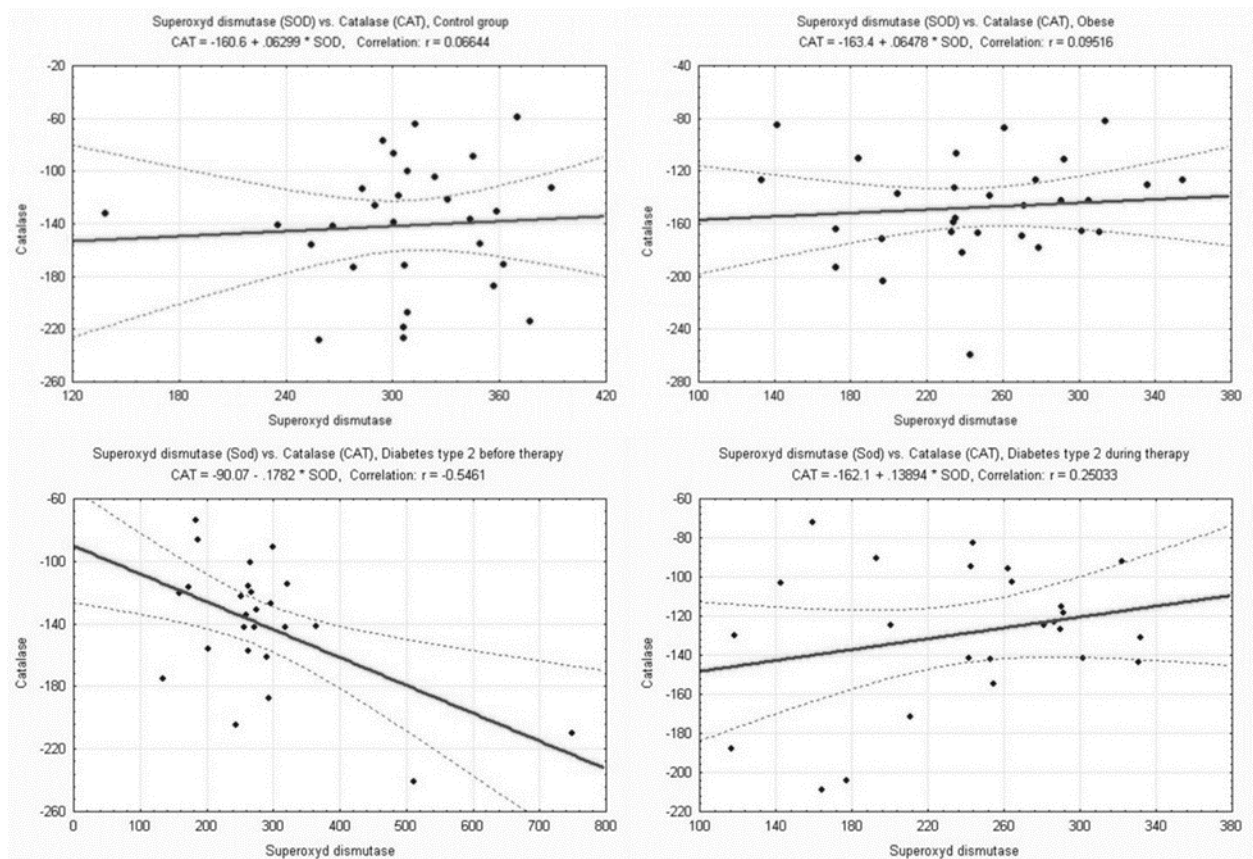 Superoxyd dismutase (SOD) vs. Catalase (CAT), Control group
CAT = -160.6 + .06299 * SOD, Correlation: r = 0.06644
-20
-60
-100
-140
-180
-220
-260
Catalase
120 180 240 300 360 420
Superoxyd dismutase
Superoxyd dismutase (SOD) vs. Catalase (CAT), Obese
CAT = -163.4 + .06478 * SOD, Correlation: r = 0.09516
-40
-80
-120
-160
-200
-240
-280
Catalase
100 140 180 220 260 300 340 380
Superoxyd dismutase
Superoxyd dismutase (Sod) vs. Catalase (CAT), Diabetes type 2 before therapy
CAT = -90.07 - .1782 * SOD, Correlation: r = -0.5461
-60
-100
-140
-180
-220
-260
Catalase
0 100 200 300 400 500 600 700 800
Superoxyd dismutase
Superoxyd dismutase (Sod) vs. Catalase (CAT), Diabetes type 2 during therapy
CAT = -162.1 + .13894 * SOD, Correlation: r = 0.25033
-60
-80
-100
-120
-140
-160
-180
-200
-220
Catalase
100 140 180 220 260 300 340 380
Superoxyd dismutase